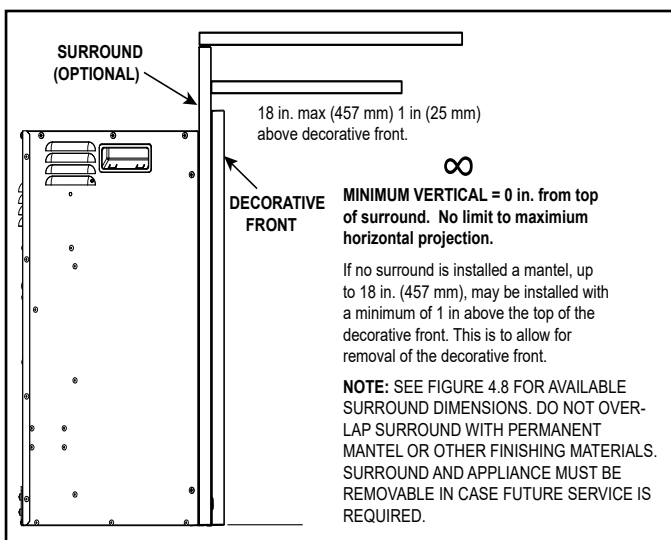 SURROUND
(OPTIONAL)
18 in. max (457 mm) 1 in (25 mm)
above decorative front.
DECORATIVE
FRONT
∞
MINIMUM VERTICAL = 0 in. from top
of surround. No limit to maximium
horizontal projection.
If no surround is installed a mantel, up
to 18 in. (457 mm), may be installed with
a minimum of 1 in above the top of the
decorative front. This is to allow for
removal of the decorative front.
NOTE: SEE FIGURE 4.8 FOR AVAILABLE
SURROUND DIMENSIONS. DO NOT OVER-
LAP SURROUND WITH PERMANENT
MANTEL OR OTHER FINISHING MATERIALS.
SURROUND AND APPLIANCE MUST BE
REMOVABLE IN CASE FUTURE SERVICE IS
REQUIRED.